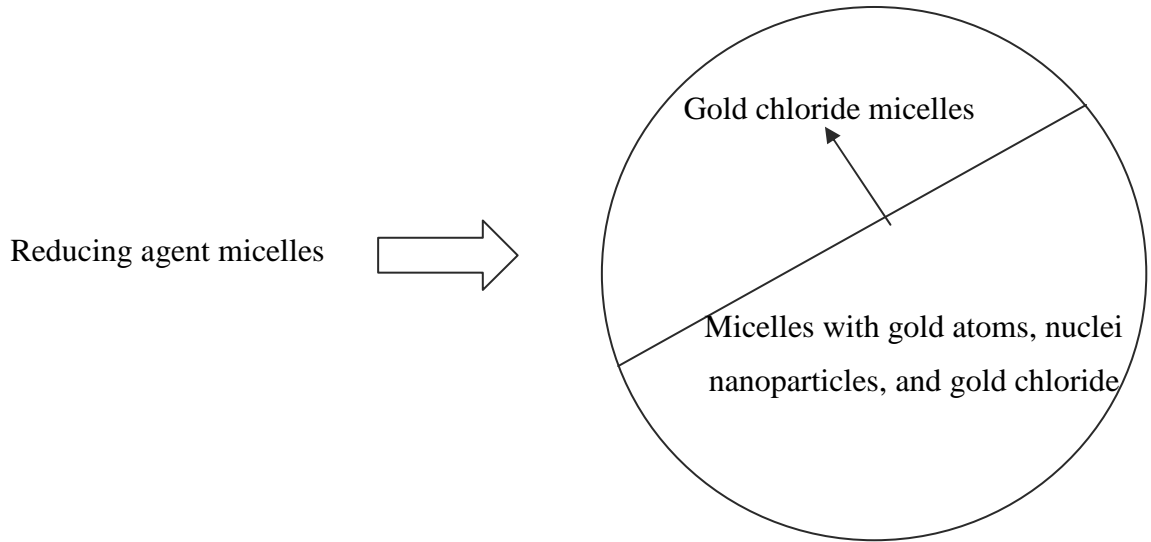 Gold chloride micelles
Reducing agent micelles
Micelles with gold atoms, nuclei
nanoparticles, and gold chloride